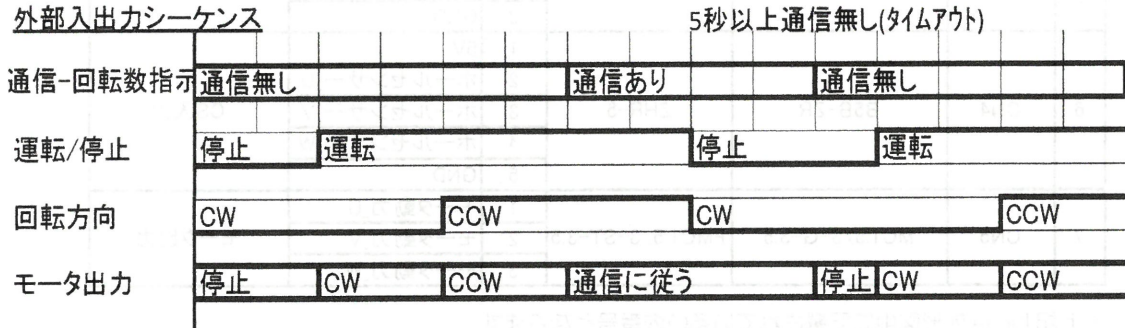 外部入出力シーケンス
5秒以上通信無し(タイムアウト)
通信-回転数指示 通信無し 通信あり 通信無し
運転/停止 停止 運転 停止 運転
回転方向 CW CCW CW CCW
モータ出力 停止 CW CCW 通信に従う 停止 CW CCW